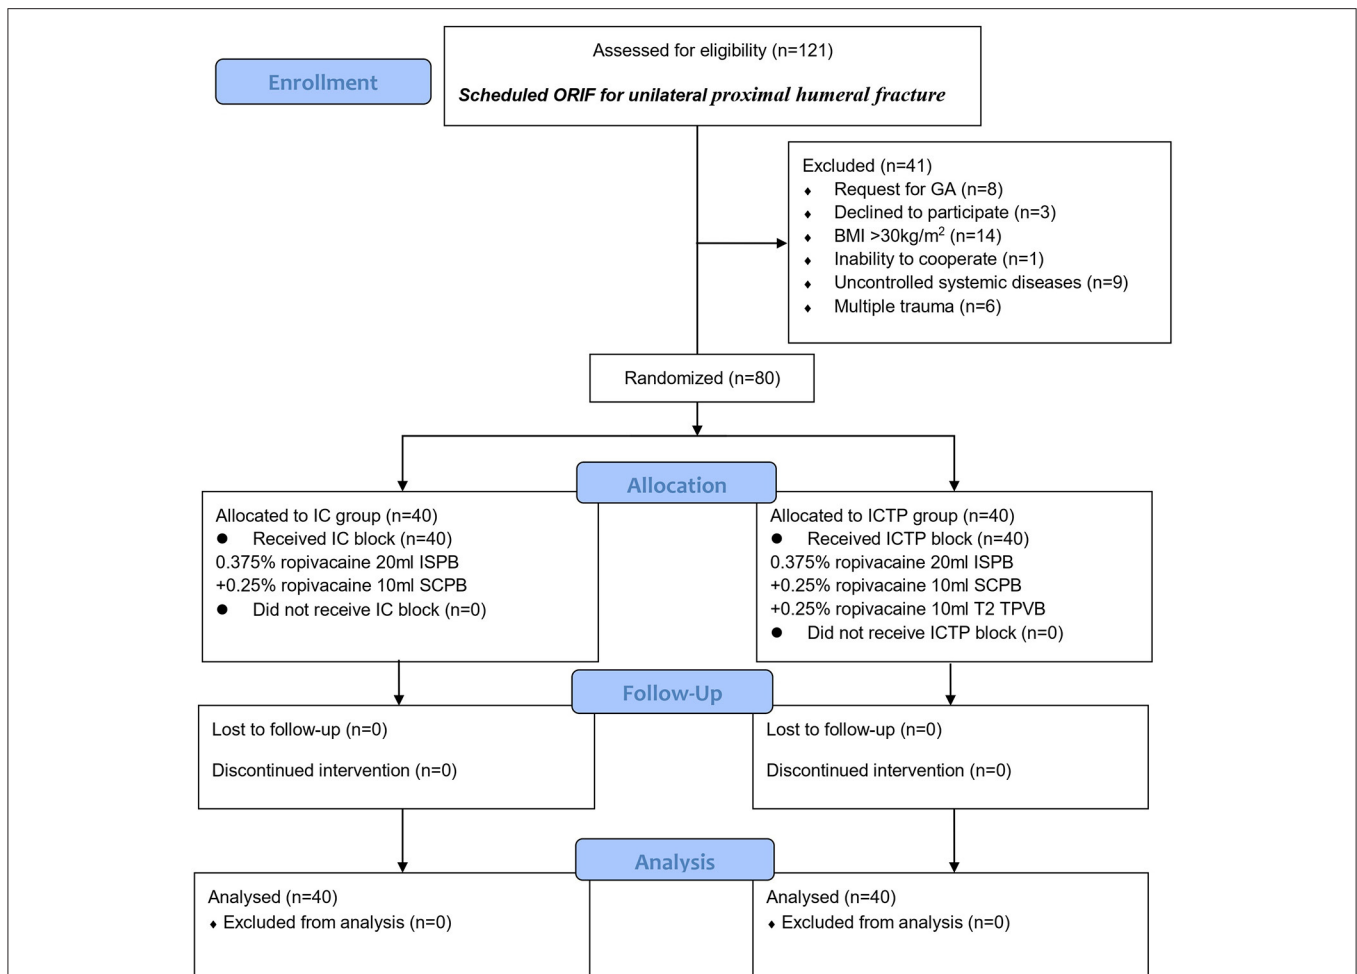 Enrollment
Assessed for eligibility (n=121)
Scheduled ORIF for unilateral proximal humeral fracture
Excluded (n=41)
⬧ Request for GA (n=8)
⬧ Declined to participate (n=3)
⬧ BMI >30kg/m² (n=14)
⬧ Inability to cooperate (n=1)
⬧ Uncontrolled systemic diseases (n=9)
⬧ Multiple trauma (n=6)
Randomized (n=80)
Allocation
Allocated to IC group (n=40)
● Received IC block (n=40)
0.375% ropivacaine 20ml ISPB
+0.25% ropivacaine 10ml SCPB
● Did not receive IC block (n=0)
Allocated to ICTP group (n=40)
● Received ICTP block (n=40)
0.375% ropivacaine 20ml ISPB
+0.25% ropivacaine 10ml SCPB
+0.25% ropivacaine 10ml T2 TPVB
● Did not receive ICTP block (n=0)
Follow-Up
Lost to follow-up (n=0)
Discontinued intervention (n=0)
Lost to follow-up (n=0)
Discontinued intervention (n=0)
Analysis
Analysed (n=40)
⬧ Excluded from analysis (n=0)
Analysed (n=40)
⬧ Excluded from analysis (n=0)